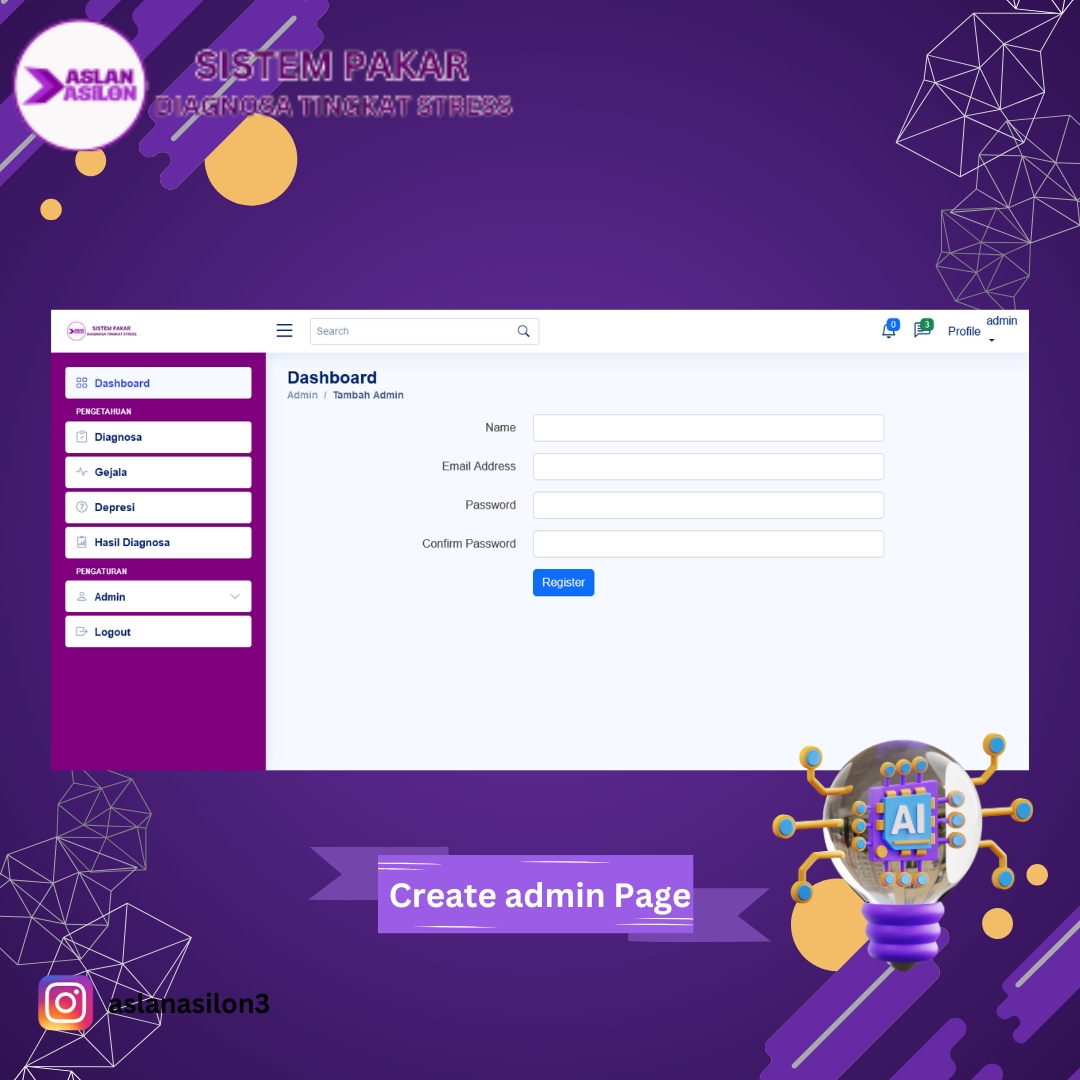 ASLAN
ASILON
SISTEM PAKAR
DIAGNOSA TINGKAT STRESS
ASLAN
ASILON
SISTEM PAKAR
DIAGNOSA TINGKAT STRESS
Search
0
3
Profile
admin
Dashboard
PENGETAHUAN
Diagnosa
Gejala
Depresi
Hasil Diagnosa
PENGATURAN
Admin
Logout
Dashboard
Admin / Tambah Admin
Name
Email Address
Password
Confirm Password
Register
AI
Create admin Page
aslanasilon3